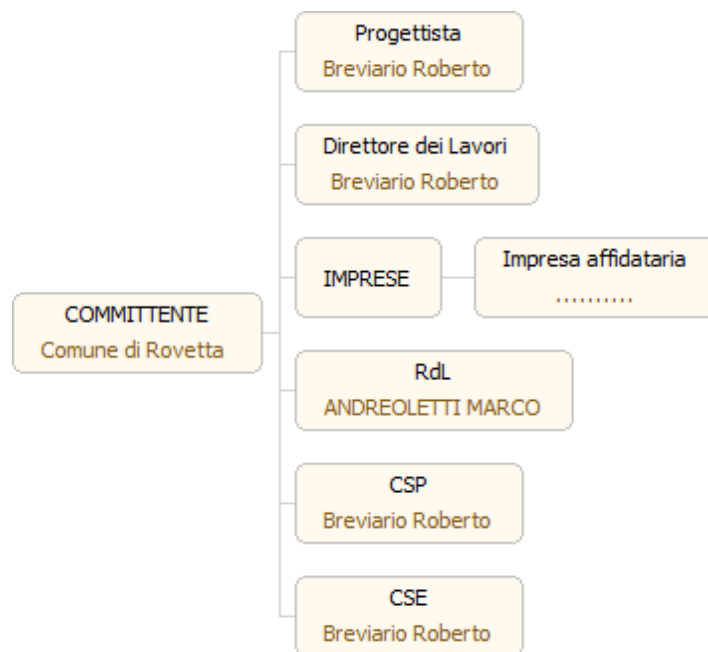 Progettista
Breviario Roberto
Direttore dei Lavori
Breviario Roberto
IMPRESE
Impresa affidataria
..........
COMMITTENTE
Comune di Rovetta
RdL
ANDREOLETTI MARCO
CSP
Breviario Roberto
CSE
Breviario Roberto